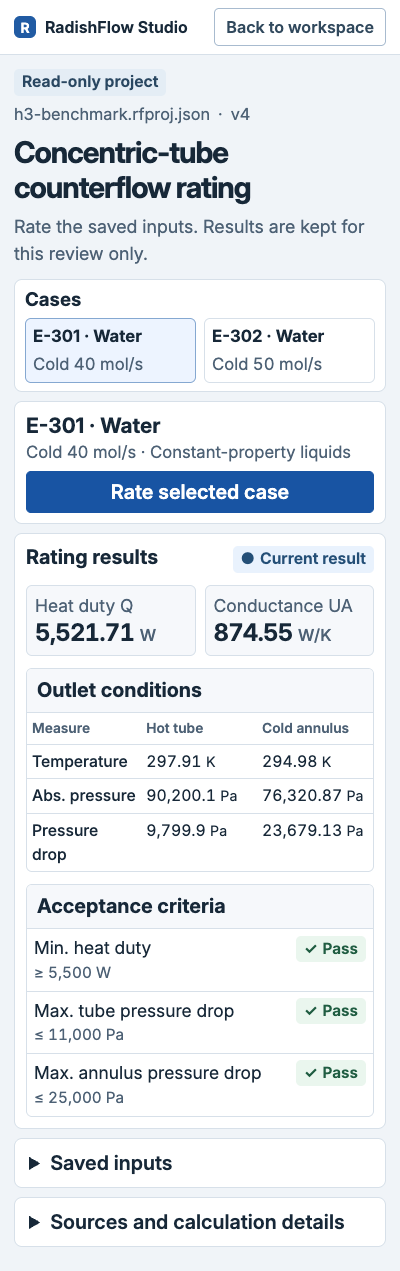 R RadishFlow Studio Back to workspace
Read-only project
h3-benchmark.rfproj.json · v4
Concentric-tube
counterflow rating
Rate the saved inputs. Results are kept for
this review only.
Cases
E-301 · Water E-302 · Water
Cold 40 mol/s Cold 50 mol/s
E-301 · Water
Cold 40 mol/s · Constant-property liquids
Rate selected case
Rating results ● Current result
Heat duty Q Conductance UA
5,521.71 W 874.55 W/K
Outlet conditions
Measure Hot tube Cold annulus
Temperature 297.91 K 294.98 K
Abs. pressure 90,200.1 Pa 76,320.87 Pa
Pressure 9,799.9 Pa 23,679.13 Pa
drop
Acceptance criteria
Min. heat duty ✓ Pass
≥ 5,500 W
Max. tube pressure drop ✓ Pass
≤ 11,000 Pa
Max. annulus pressure drop ✓ Pass
≤ 25,000 Pa
▶ Saved inputs
▶ Sources and calculation details